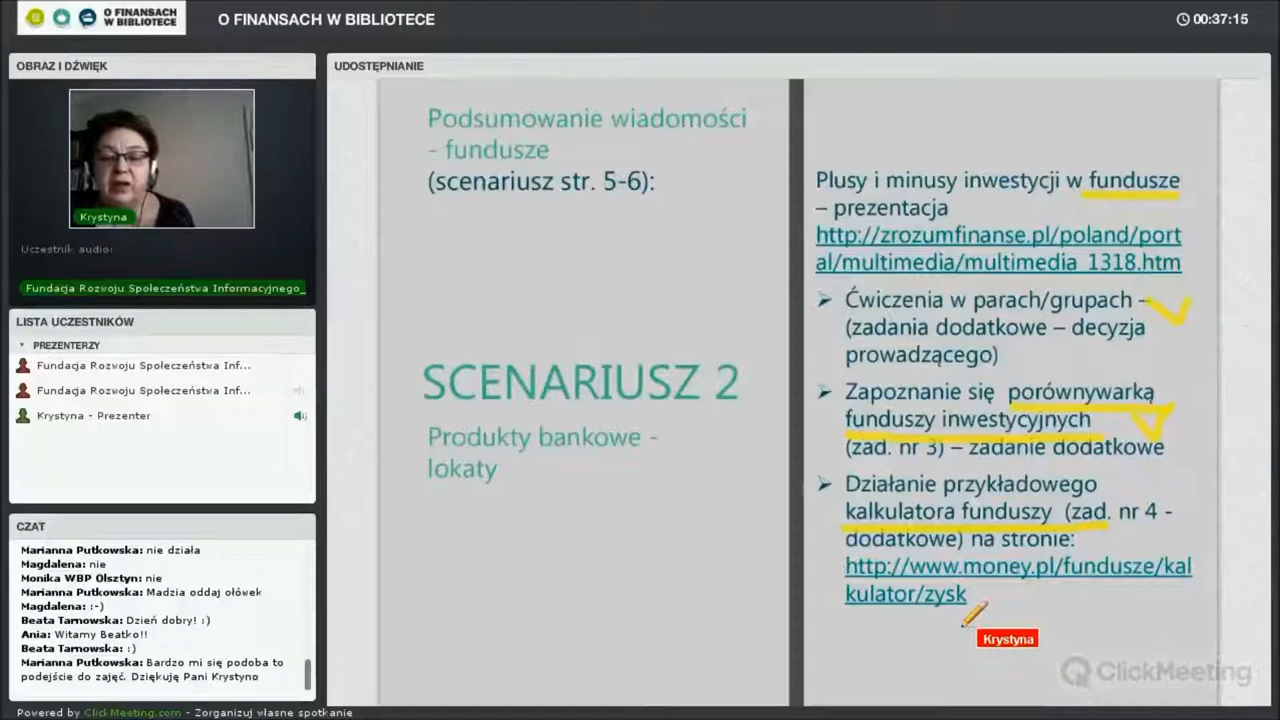 O FINANSACH
W BIBLIOTECE
O FINANSACH W BIBLIOTECE
00:37:15
OBRAZ I DŹWIĘK
Krystyna
Uczestnik audio:
Fundacja Rozwoju Społeczeństwa Informacyjnego_
LISTA UCZESTNIKÓW
PREZENTERZY
Fundacja Rozwoju Społeczeństwa Inf...
Fundacja Rozwoju Społeczeństwa Inf...
Krystyna - Prezenter
CZAT
Marianna Putkowska: nie działa
Magdalena: nie
Monika WBP Olsztyn: nie
Marianna Putkowska: Madzia oddaj ołówek
Magdalena: :-)
Beata Tarnowska: Dzień dobry! :)
Ania: Witamy Beatko!!
Beata Tarnowska: :)
Marianna Putkowska: Bardzo mi się podoba to
podejście do zajęć. Dziękuję Pani Krystyno
Powered by ClickMeeting.com - Zorganizuj własne spotkanie
UDOSTĘPNIANIE
Podsumowanie wiadomości
- fundusze
(scenariusz str. 5-6):
SCENARIUSZ 2
Produkty bankowe -
lokaty
Plusy i minusy inwestycji w fundusze
– prezentacja
http://zrozumfinanse.pl/poland/port
al/multimedia/multimedia_1318.htm
➤ Ćwiczenia w parach/grupach -
(zadania dodatkowe – decyzja
prowadzącego)
➤ Zapoznanie się porównywarką
funduszy inwestycyjnych
(zad. nr 3) – zadanie dodatkowe
➤ Działanie przykładowego
kalkulatora funduszy (zad. nr 4 -
dodatkowe) na stronie:
http://www.money.pl/fundusze/kal
kulator/zysk
Krystyna
ClickMeeting